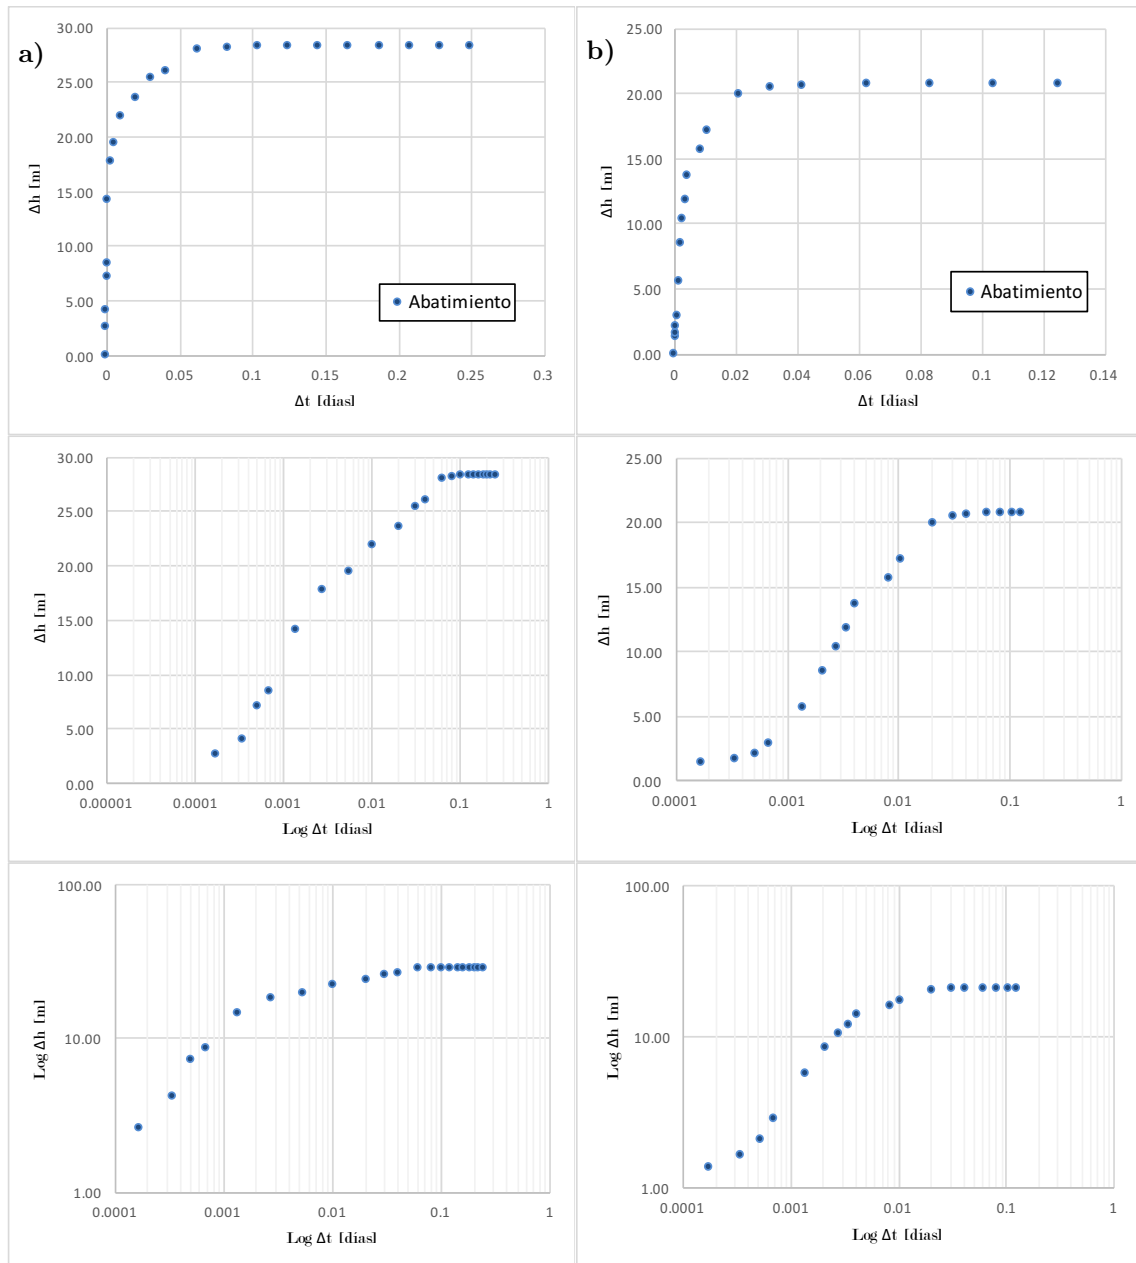 a)
30.00
25.00
20.00
15.00
10.00
5.00
0.00
Δh [m]
Abatimiento
0 0.05 0.1 0.15 0.2 0.25 0.3
Δt [días]
b)
25.00
20.00
15.00
10.00
5.00
0.00
Δh [m]
Abatimiento
0 0.02 0.04 0.06 0.08 0.1 0.12 0.14
Δt [días]
30.00
25.00
20.00
15.00
10.00
5.00
0.00
Δh [m]
0.00001 0.0001 0.001 0.01 0.1 1
Log Δt [días]
25.00
20.00
15.00
10.00
5.00
0.00
Δh [m]
0.0001 0.001 0.01 0.1 1
Log Δt [días]
100.00
10.00
1.00
Log Δh [m]
0.0001 0.001 0.01 0.1 1
Log Δt [días]
100.00
10.00
1.00
Log Δh [m]
0.0001 0.001 0.01 0.1 1
Log Δt [días]